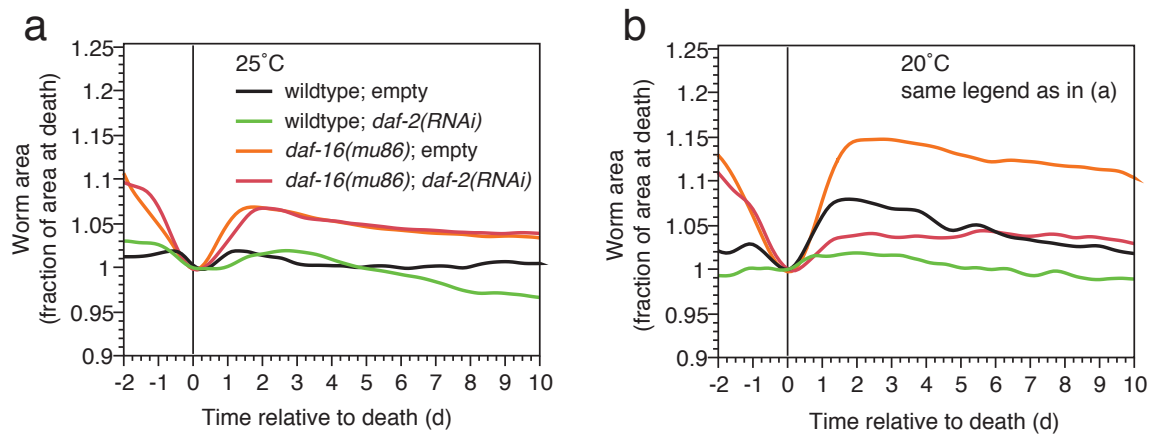 a
25˚C
wildtype; empty
wildtype; daf-2(RNAi)
daf-16(mu86); empty
daf-16(mu86); daf-2(RNAi)
Worm area
(fraction of area at death)
1.25
1.2
1.15
1.1
1.05
1
0.95
0.9
-2 -1 0 1 2 3 4 5 6 7 8 9 10
Time relative to death (d)
b
20˚C
same legend as in (a)
Worm area
(fraction of area at death)
1.25
1.2
1.15
1.1
1.05
1
0.95
0.9
-2 -1 0 1 2 3 4 5 6 7 8 9 10
Time relative to death (d)